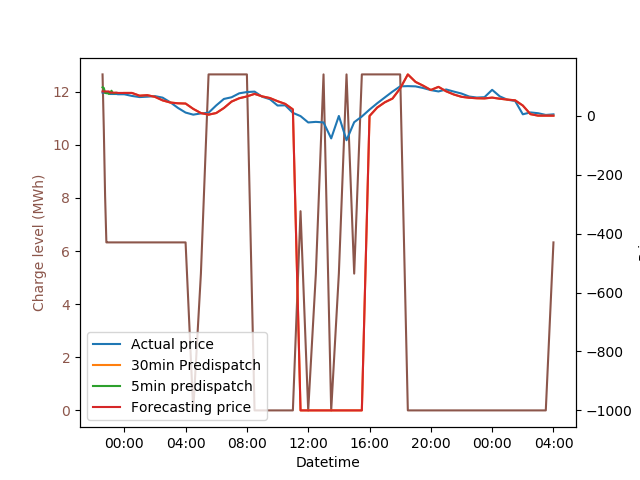 12
10
8
6
4
2
0
Charge level (MWh)
0
−200
−400
−600
−800
−1000
Actual price
30min Predispatch
5min predispatch
Forecasting price
00:00 04:00 08:00 12:00 16:00 20:00 00:00 04:00
Datetime